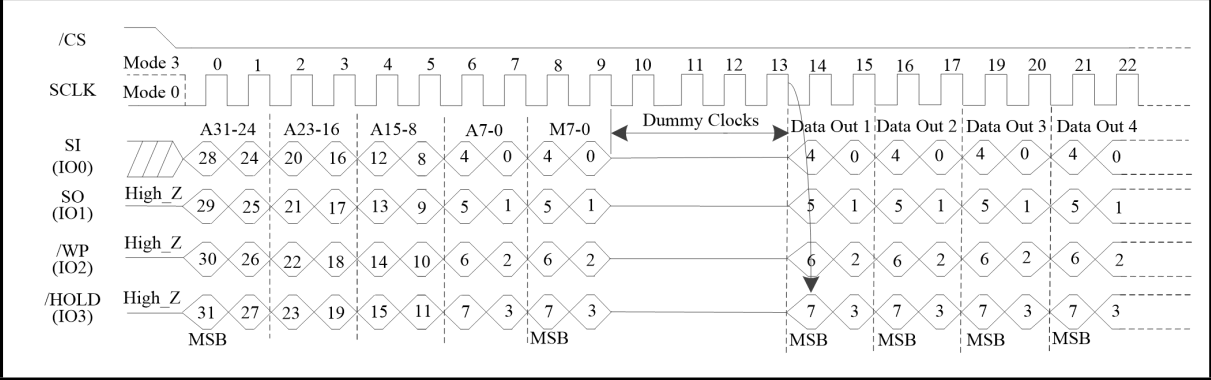 /CS
Mode 3 0 1 2 3 4 5 6 7 8 9 10 11 12 13 14 15 16 17 19 20 21 22
SCLK Mode 0
A31-24 A23-16 A15-8 A7-0 M7-0 Dummy Clocks Data Out 1 Data Out 2 Data Out 3 Data Out 4
SI
(IO0) 28 24 20 16 12 8 4 0 4 0 4 0 4 0 4 0 4 0
SO High_Z
(IO1) 29 25 21 17 13 9 5 1 5 1 5 1 5 1 5 1 5 1
/WP High_Z
(IO2) 30 26 22 18 14 10 6 2 6 2 6 2 6 2 6 2 6 2
/HOLD High_Z
(IO3) 31 27 23 19 15 11 7 3 7 3 7 3 7 3 7 3 7 3
MSB MSB MSB MSB MSB MSB